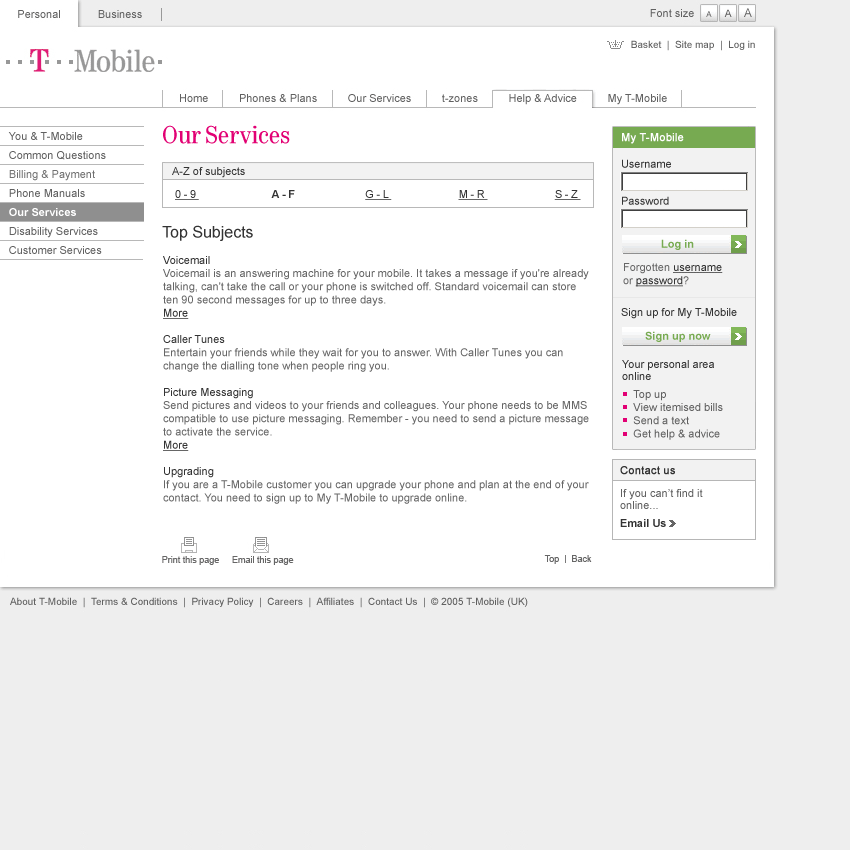 Personal
Business
Font size A A A
Basket | Site map | Log in
T Mobile
Home
Phones & Plans
Our Services
t-zones
Help & Advice
My T-Mobile
You & T-Mobile
Common Questions
Billing & Payment
Phone Manuals
Our Services
Disability Services
Customer Services
Our Services
A-Z of subjects
0 - 9 A - F G - L M - R S - Z
Top Subjects
Voicemail
Voicemail is an answering machine for your mobile. It takes a message if you're already
talking, can't take the call or your phone is switched off. Standard voicemail can store
ten 90 second messages for up to three days.
More
Caller Tunes
Entertain your friends while they wait for you to answer. With Caller Tunes you can
change the dialling tone when people ring you.
Picture Messaging
Send pictures and videos to your friends and colleagues. Your phone needs to be MMS
compatible to use picture messaging. Remember - you need to send a picture message
to activate the service.
More
Upgrading
If you are a T-Mobile customer you can upgrade your phone and plan at the end of your
contact. You need to sign up to My T-Mobile to upgrade online.
Print this page
Email this page
Top | Back
My T-Mobile
Username
Password
Log in
Forgotten username
or password?
Sign up for My T-Mobile
Sign up now
Your personal area
online
Top up
View itemised bills
Send a text
Get help & advice
Contact us
If you can't find it
online...
Email Us
About T-Mobile | Terms & Conditions | Privacy Policy | Careers | Affiliates | Contact Us | © 2005 T-Mobile (UK)